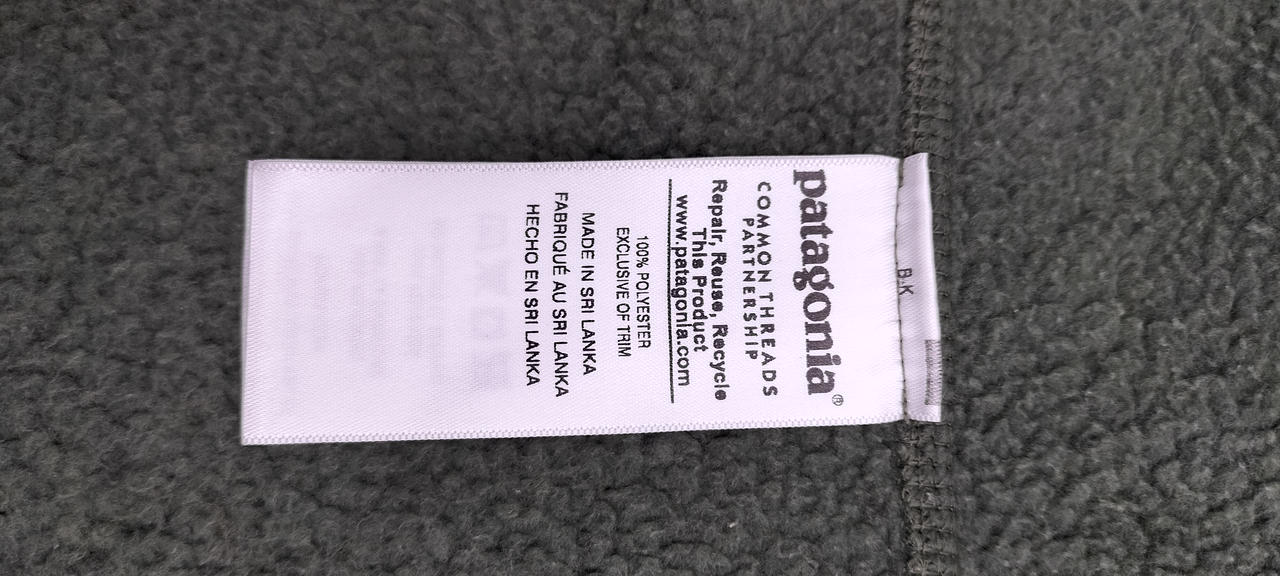 B-K
patagonia®
COMMON THREADS
PARTNERSHIP
Repair, Reuse, Recycle
This Product
www.patagonia.com
100% POLYESTER
EXCLUSIVE OF TRIM
MADE IN SRI LANKA
FABRIQUÉ AU SRI LANKA
HECHO EN SRI LANKA